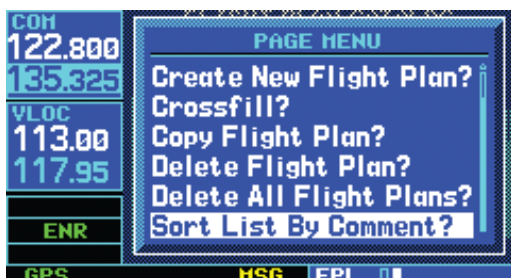 COM
122.800
135.325
VLOC
113.00
117.95
ENR
GPS
PAGE MENU
Create New Flight Plan?
Crossfill?
Copy Flight Plan?
Delete Flight Plan?
Delete All Flight Plans?
Sort List By Comment?
MSG
FPL